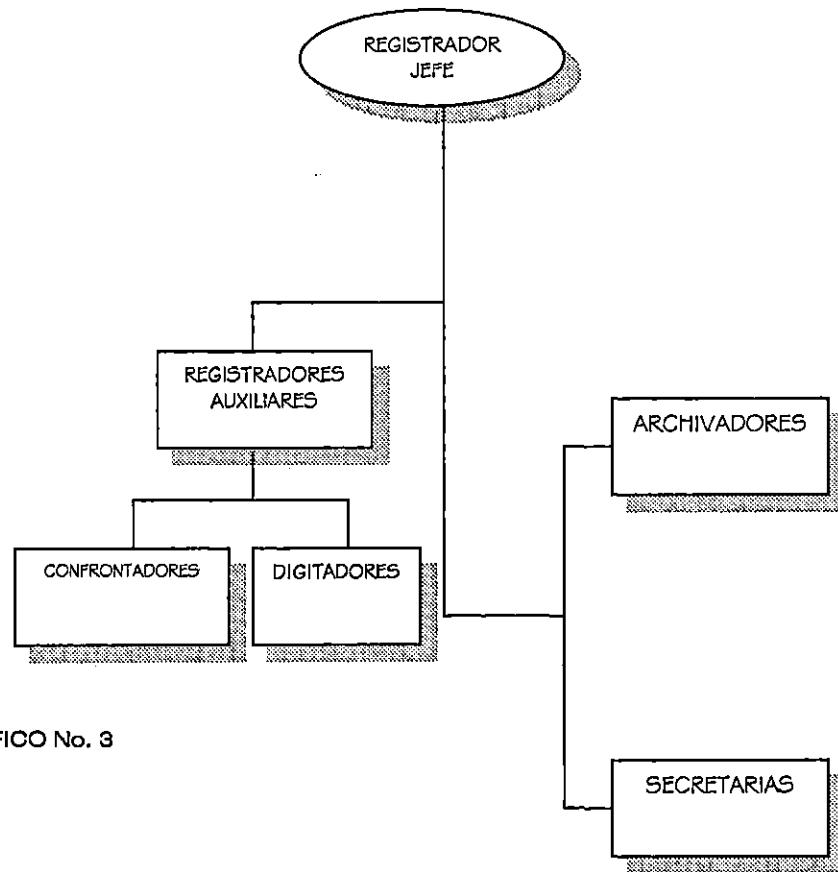 REGISTRADOR
JEFE
REGISTRADORES
AUXILIARES
ARCHIVADORES
CONFRONTADORES
DIGITADORES
FICO No. 3
SECRETARIAS